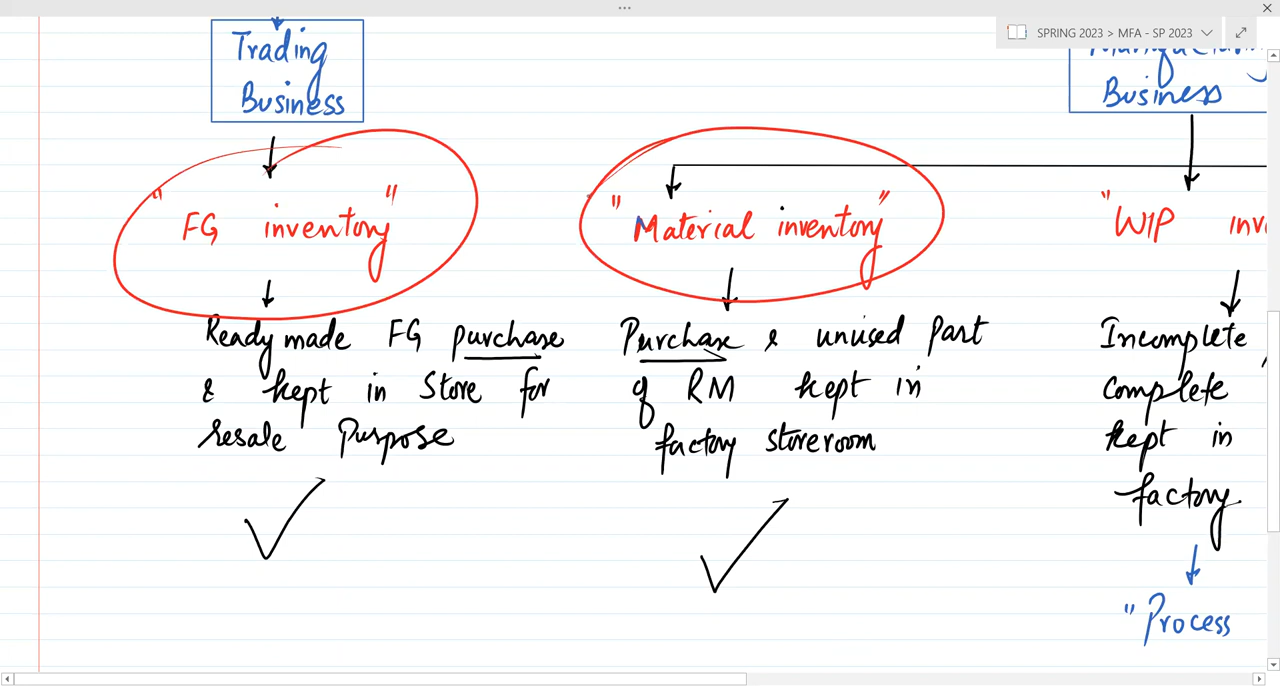 SPRING 2023 > MFA - SP 2023
Trading
Business
Manufacturing
Business
"FG inventory"
"Material inventory"
"WIP
Ready made FG purchase
& kept in store for
resale purpose
Purchase & unused part
of RM kept in
factory storeroom
Incomplete
complete
kept in
factory
"Process